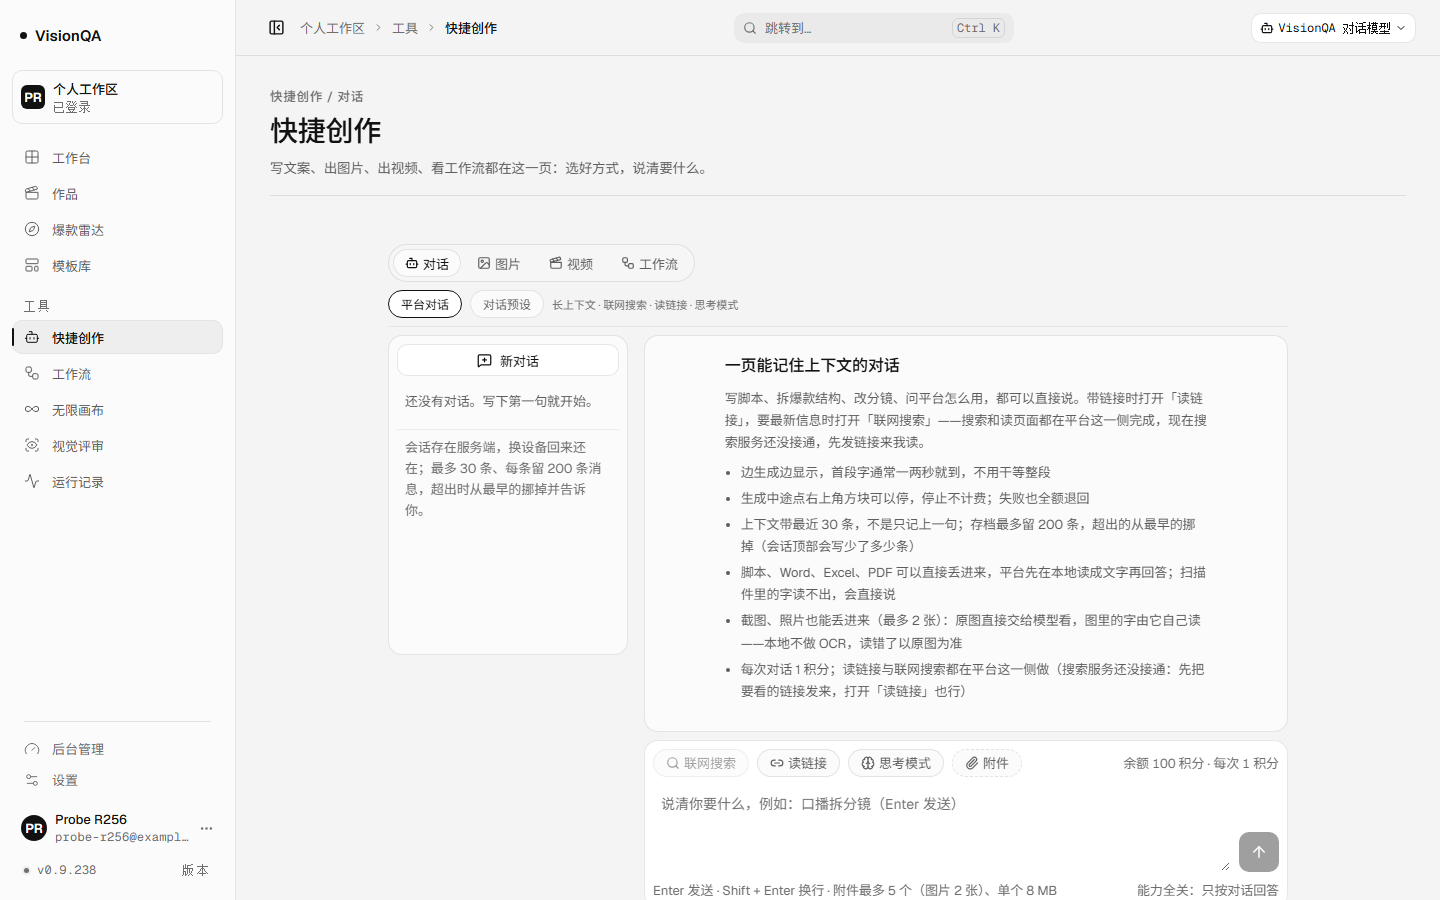 VisionQA
PR
个人工作区
已登录
工作台
作品
爆款雷达
模板库
工具
快捷创作
工作流
无限画布
视觉评审
运行记录
后台管理
设置
PR
Probe R256
probe-r256@exampl…
v0.9.238
版本
个人工作区 > 工具 > 快捷创作
跳转到... Ctrl K
VisionQA 对话模型
快捷创作 / 对话
快捷创作
写文案、出图片、出视频、看工作流都在这一页：选好方式，说清要什么。
对话 图片 视频 工作流
平台对话 对话预设 长上下文 · 联网搜索 · 读链接 · 思考模式
新对话
还没有对话。写下第一句就开始。
会话存在服务端，换设备回来还
在；最多 30 条、每条留 200 条消
息，超出时从最早的挪掉并告诉
你。
一页能记住上下文的对话
写脚本、拆爆款结构、改分镜、问平台怎么用，都可以直接说。带链接时打开「读链
接」，要最新信息时打开「联网搜索」——搜索和读页面都在平台这一侧完成，现在搜
索服务还没接通，先发链接来我读。
• 边生成边显示，首段字通常一两秒就到，不用干等整段
• 生成中途点右上角方块可以停，停止不计费；失败也全额退回
• 上下文带最近 30 条，不是只记上一句；存档最多留 200 条，超出的从最早的挪
掉（会话顶部会写少了多少条）
• 脚本、Word、Excel、PDF 可以直接丢进来，平台先在本地读成文字再回答；扫描
件里的字读不出，会直接说
• 截图、照片也能丢进来（最多 2 张）：原图直接交给模型看，图里的字由它自己读
——本地不做 OCR，读错了以原图为准
• 每次对话 1 积分；读链接与联网搜索都在平台这一侧做（搜索服务还没接通：先把
要看的链接发来，打开「读链接」也行）
联网搜索 读链接 思考模式 附件 余额 100 积分 · 每次 1 积分
说清你要什么，例如：口播拆分镜（Enter 发送）
Enter 发送 · Shift + Enter 换行 · 附件最多 5 个（图片 2 张）、单个 8 MB
能力全关：只按对话回答